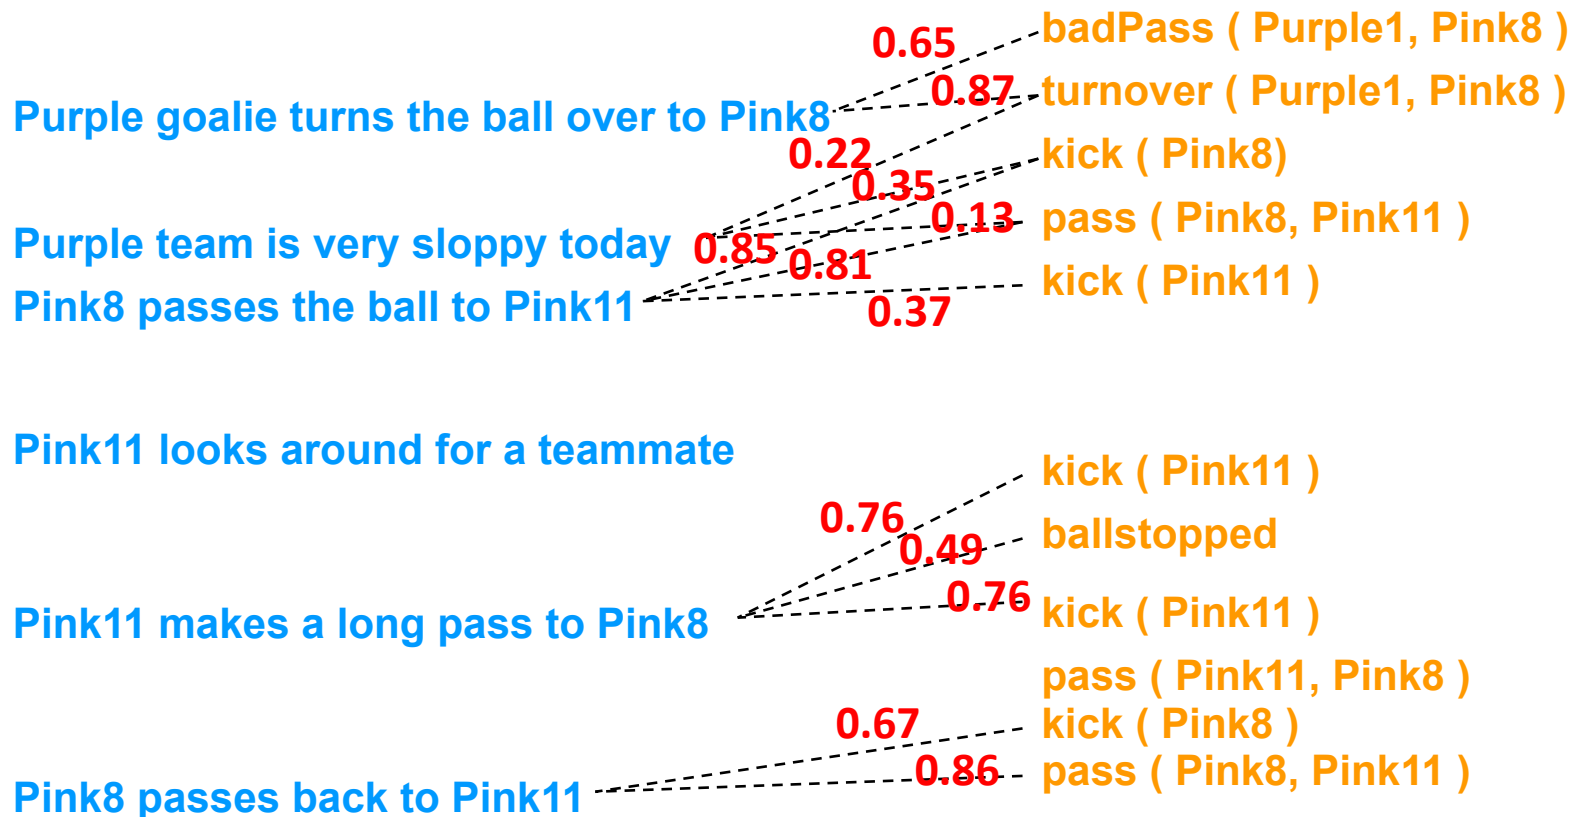 badPass ( Purple1, Pink8 )
0.65
Purple goalie turns the ball over to Pink8
0.87
turnover ( Purple1, Pink8 )
0.22
kick ( Pink8)
0.35
Purple team is very sloppy today
0.13
pass ( Pink8, Pink11 )
0.85
0.81
Pink8 passes the ball to Pink11
0.37
kick ( Pink11 )
Pink11 looks around for a teammate
kick ( Pink11 )
0.76
0.49
ballstopped
Pink11 makes a long pass to Pink8
0.76
kick ( Pink11 )
pass ( Pink11, Pink8 )
0.67
kick ( Pink8 )
Pink8 passes back to Pink11
0.86
pass ( Pink8, Pink11 )